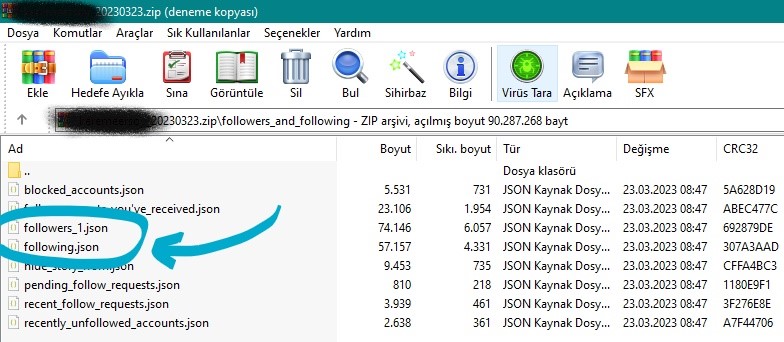 20230323.zip (deneme kopyası)
Dosya Komutlar Araçlar Sık Kullanılanlar Seçenekler Yardım
Ekle Hedefe Ayıkla Sına Görüntüle Sil Bul Sihirbaz Bilgi Virüs Tara Açıklama SFX
20230323.zip\followers_and_following - ZIP arşivi, açılmış boyut 90.287.268 bayt
Ad Boyut Sıkı. boyut Tür Değişme CRC32
.. Dosya klasörü
blocked_accounts.json 5.531 731 JSON Kaynak Dosy... 23.03.2023 08:47 5A628D19
you've_received.json 23.106 1.954 JSON Kaynak Dosy... 23.03.2023 08:47 ABEC477C
followers_1.json 74.146 6.057 JSON Kaynak Dosy... 23.03.2023 08:47 692879DE
following.json 57.157 4.331 JSON Kaynak Dosy... 23.03.2023 08:47 307A3AAD
hide_story_from.json 9.453 735 JSON Kaynak Dosy... 23.03.2023 08:47 CFFA4BC3
pending_follow_requests.json 810 218 JSON Kaynak Dosy... 23.03.2023 08:47 1180E9F1
recent_follow_requests.json 3.939 461 JSON Kaynak Dosy... 23.03.2023 08:47 3F276E8E
recently_unfollowed_accounts.json 2.638 361 JSON Kaynak Dosy... 23.03.2023 08:47 A7F44706